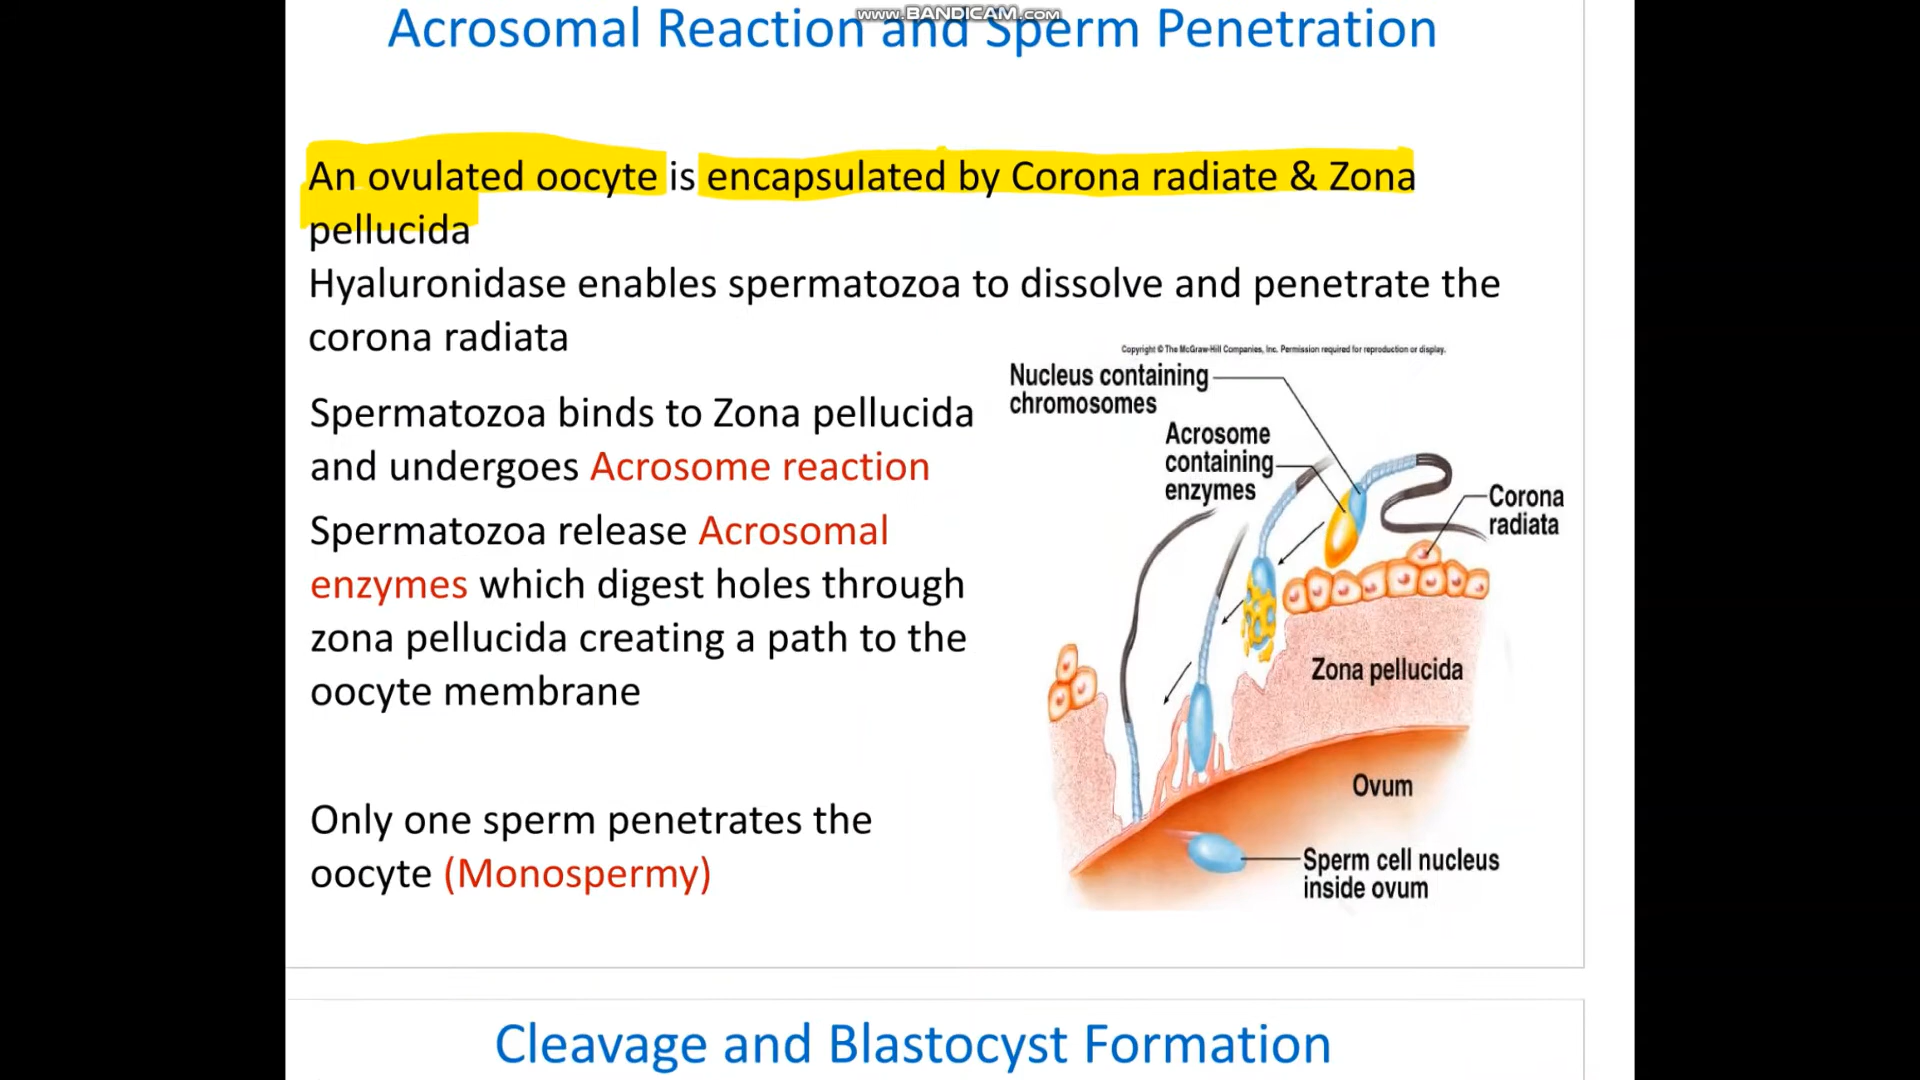 www.BANDICAM.com
Acrosomal Reaction and Sperm Penetration
An ovulated oocyte is encapsulated by Corona radiate & Zona
pellucida
Hyaluronidase enables spermatozoa to dissolve and penetrate the
corona radiata
Spermatozoa binds to Zona pellucida
and undergoes Acrosome reaction
Spermatozoa release Acrosomal
enzymes which digest holes through
zona pellucida creating a path to the
oocyte membrane
Only one sperm penetrates the
oocyte (Monospermy)
Copyright © The McGraw-Hill Companies, Inc. Permission required for reproduction or display.
Nucleus containing
chromosomes
Acrosome
containing
enzymes
Corona
radiata
Zona pellucida
Ovum
Sperm cell nucleus
inside ovum
Cleavage and Blastocyst Formation